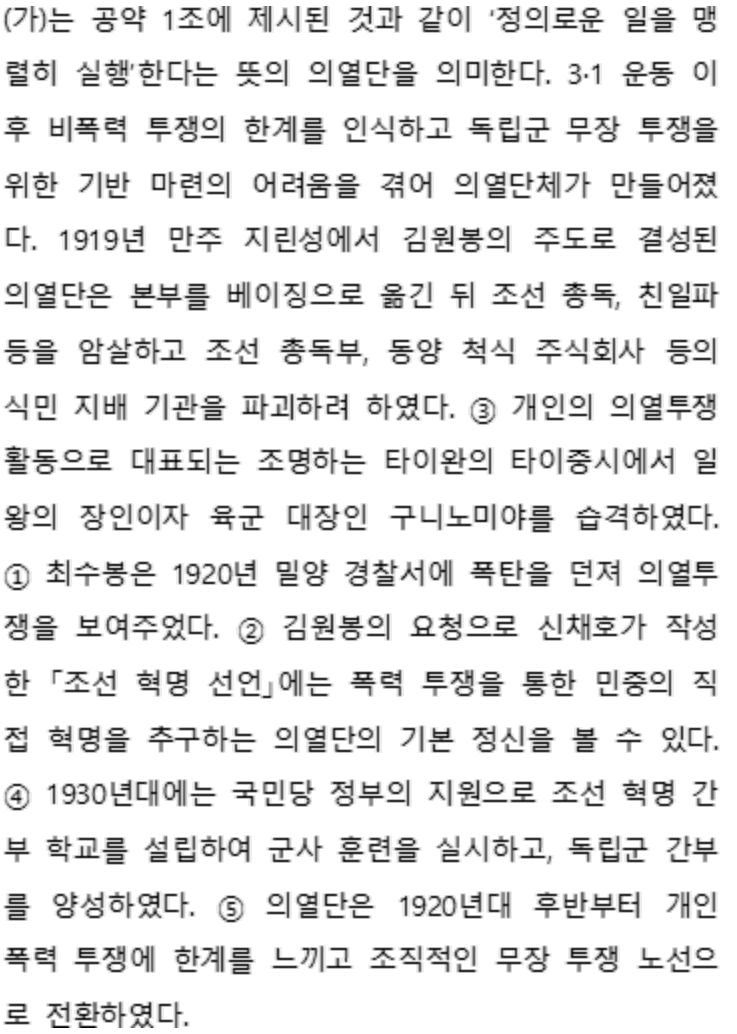 (가)는 공약 1조에 제시된 것과 같이 ‘정의로운 일을 맹
렬히 실행’한다는 뜻의 의열단을 의미한다. 3·1 운동 이
후 비폭력 투쟁의 한계를 인식하고 독립군 무장 투쟁을
위한 기반 마련의 어려움을 겪어 의열단체가 만들어졌
다. 1919년 만주 지린성에서 김원봉의 주도로 결성된
의열단은 본부를 베이징으로 옮긴 뒤 조선 총독, 친일파
등을 암살하고 조선 총독부, 동양 척식 주식회사 등의
식민 지배 기관을 파괴하려 하였다. ③ 개인의 의열투쟁
활동으로 대표되는 조명하는 타이완의 타이중시에서 일
왕의 장인이자 육군 대장인 구니노미야를 습격하였다.
① 최수봉은 1920년 밀양 경찰서에 폭탄을 던져 의열투
쟁을 보여주었다. ② 김원봉의 요청으로 신채호가 작성
한 「조선 혁명 선언」에는 폭력 투쟁을 통한 민중의 직
접 혁명을 추구하는 의열단의 기본 정신을 볼 수 있다.
④ 1930년대에는 국민당 정부의 지원으로 조선 혁명 간
부 학교를 설립하여 군사 훈련을 실시하고, 독립군 간부
를 양성하였다. ⑤ 의열단은 1920년대 후반부터 개인
폭력 투쟁에 한계를 느끼고 조직적인 무장 투쟁 노선으
로 전환하였다.